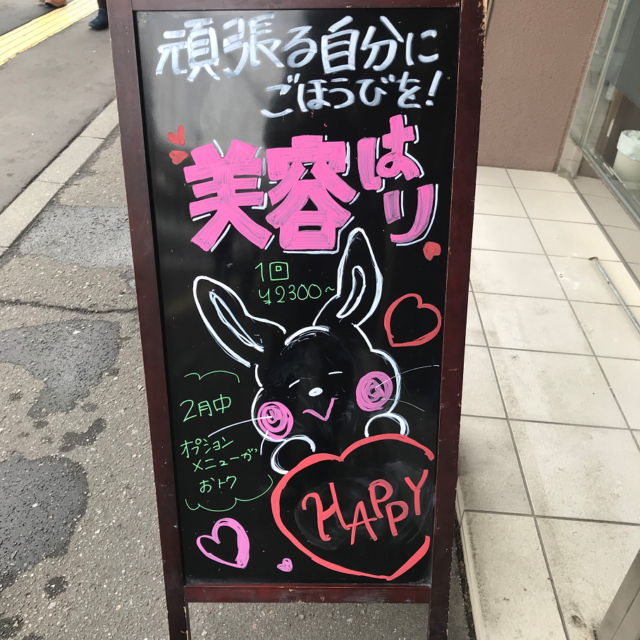 頑張る自分に
ごほうびを!
美容はり
1回
¥2300~
2月中
オプション
メニューが
おトク
HAPPY